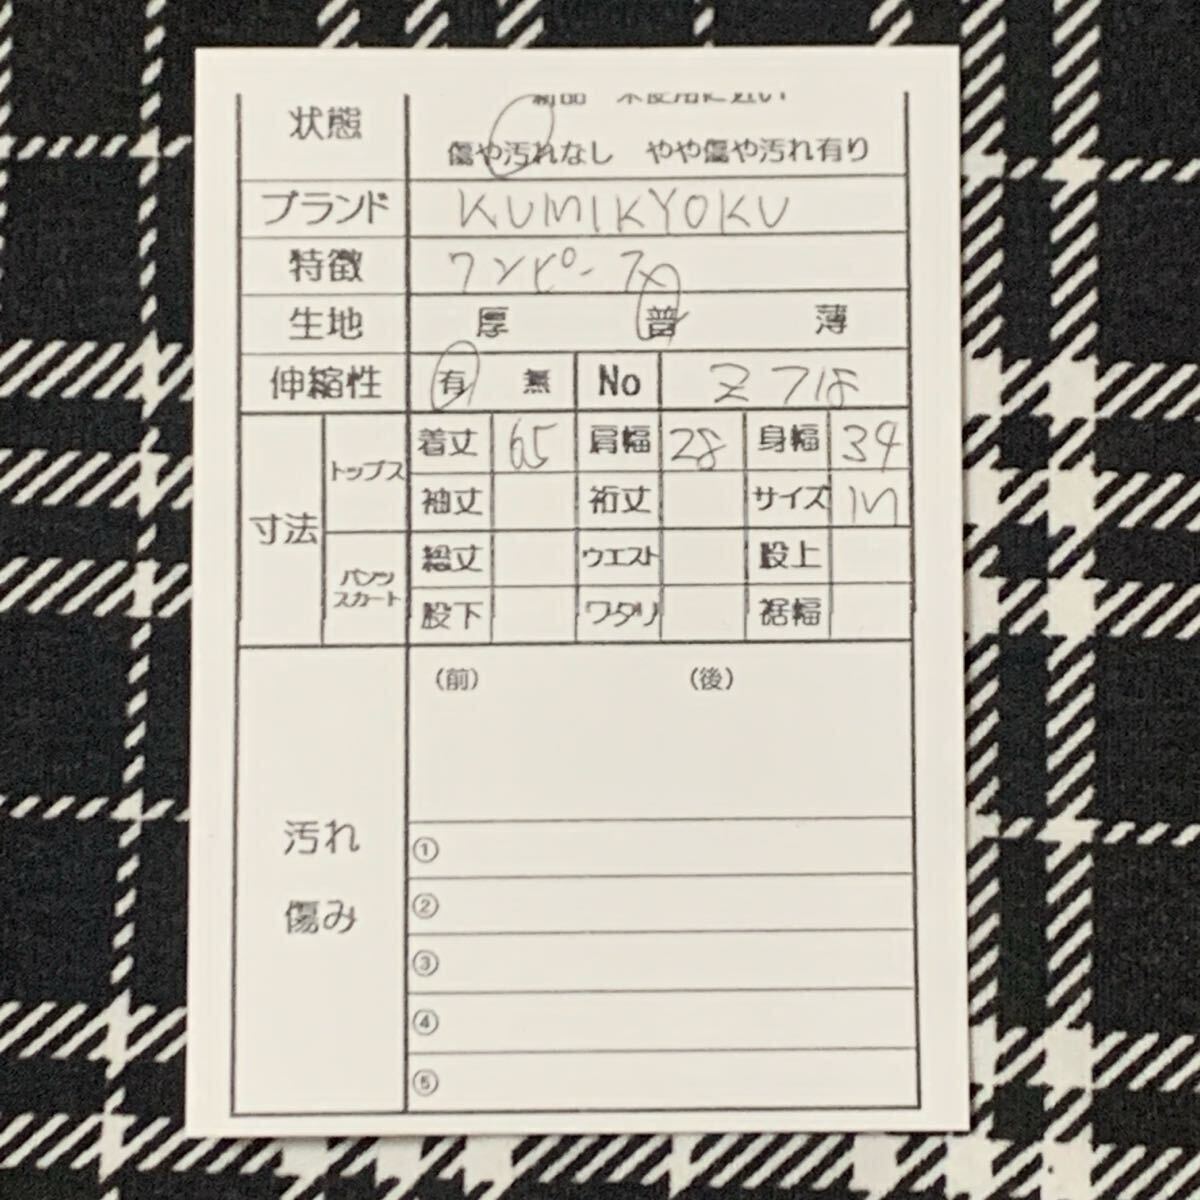 状態 新品 未使用に近い
傷や汚れなし やや傷や汚れ有り
ブランド KUMIKYOKU
特徴 ワンピース
生地 厚 普 薄
伸縮性 有 無 No Z718
寸法 トップス 着丈 65 肩幅 28 身幅 34
袖丈 裄丈 サイズ
パンツ
スカート 総丈 ウエスト 股上
股下 ワタリ 裾幅
(前) (後)
汚れ
傷み
①
②
③
④
⑤